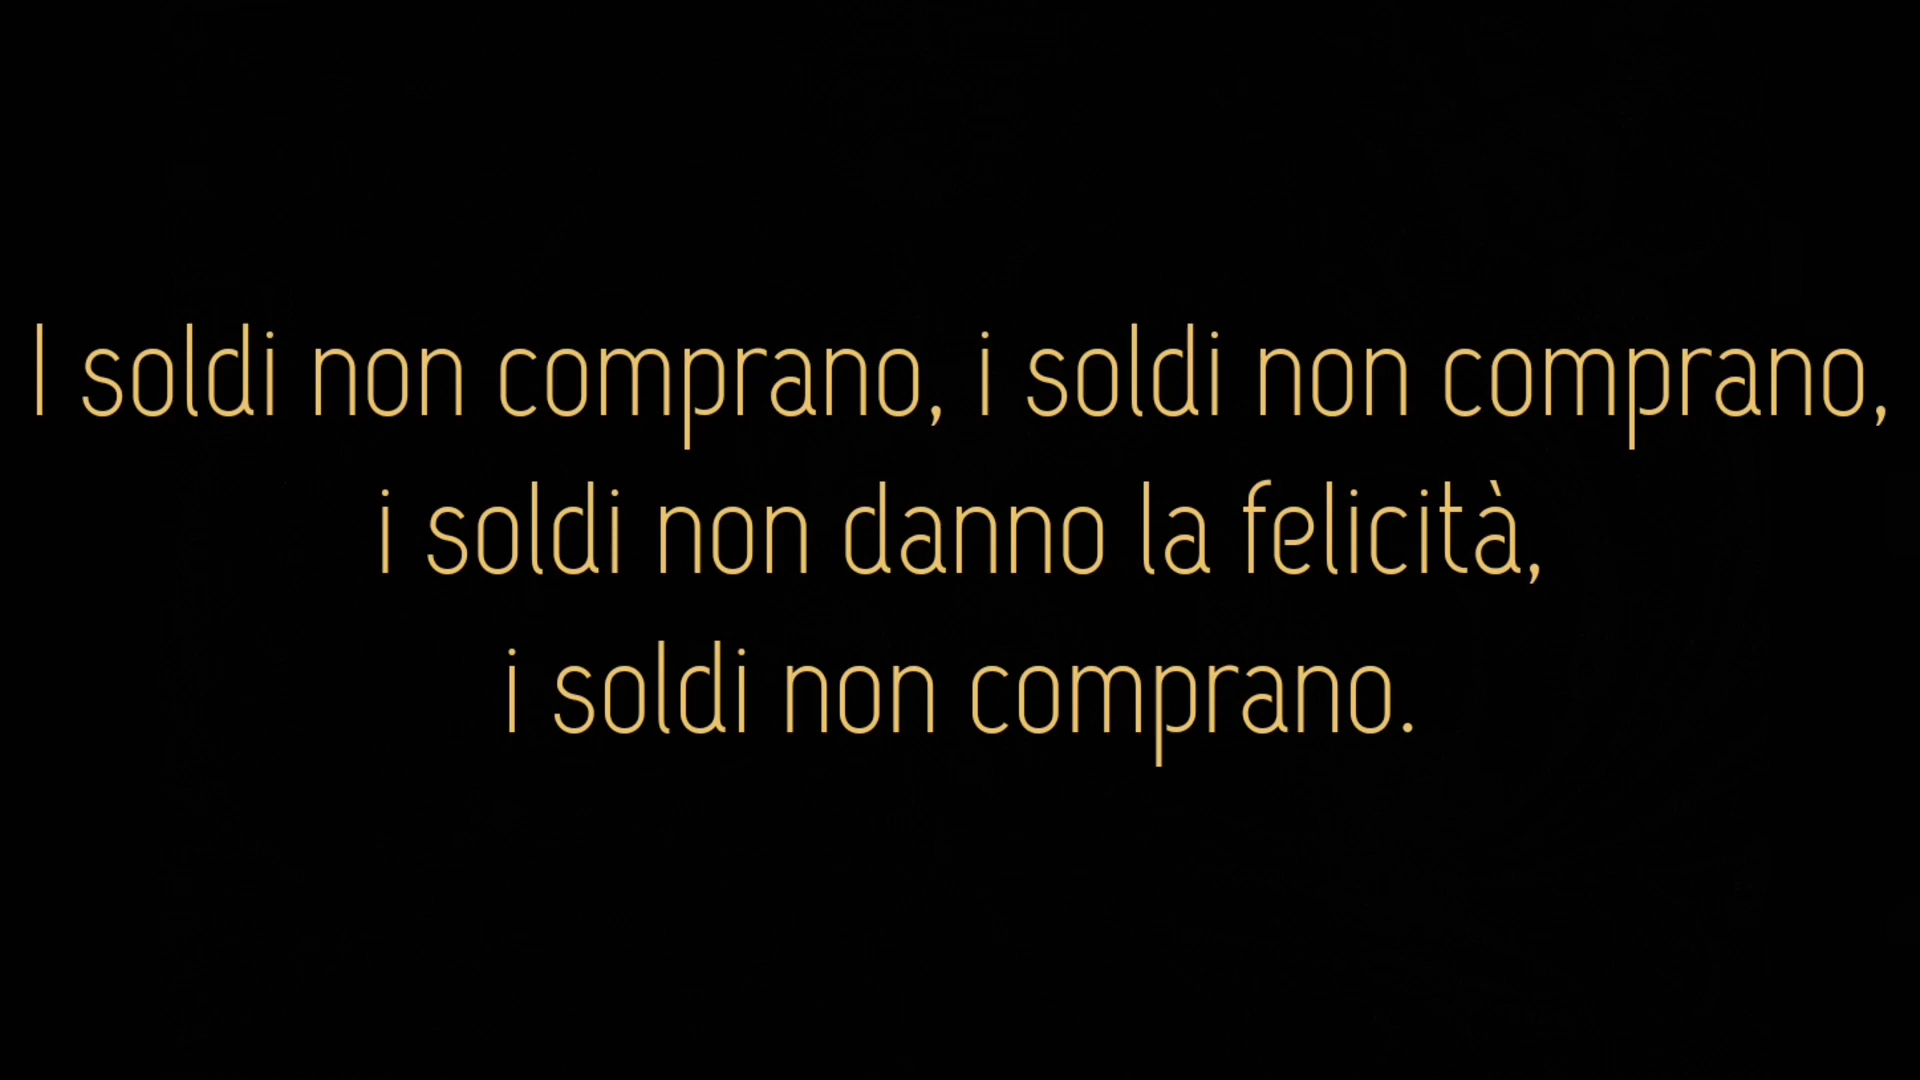 I soldi non comprano, i soldi non comprano,
i soldi non danno la felicità,
i soldi non comprano.